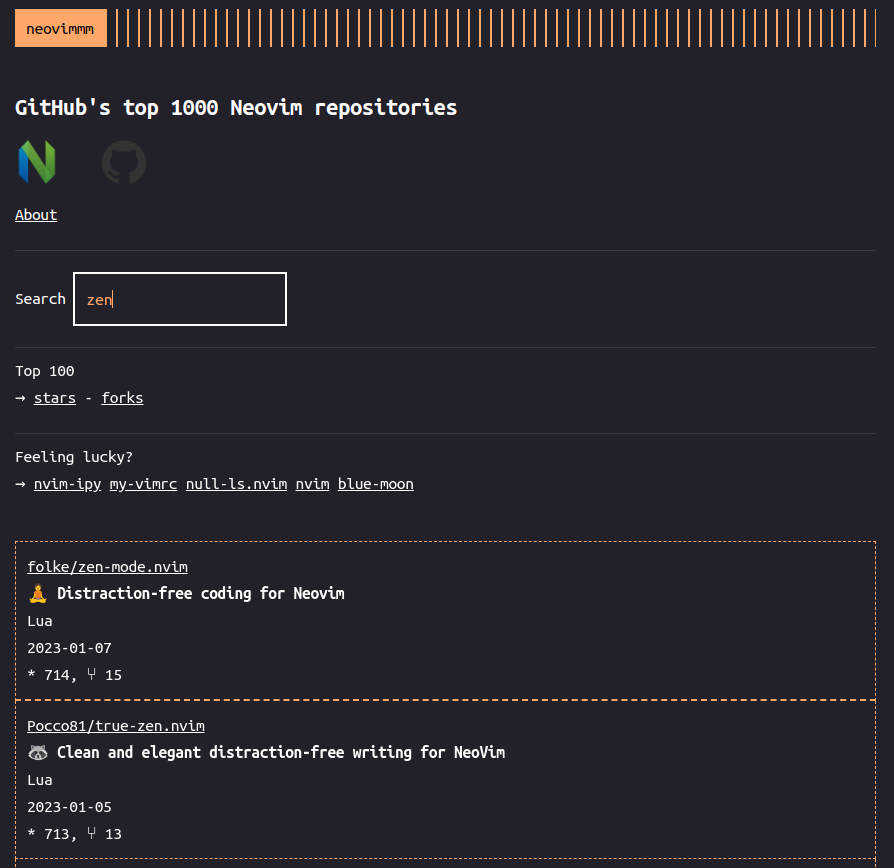 neovimmm
GitHub's top 1000 Neovim repositories
About
Search zen
Top 100
→ stars - forks
Feeling lucky?
→ nvim-ipy my-vimrc null-ls.nvim nvim blue-moon
folke/zen-mode.nvim
🧘 Distraction-free coding for Neovim
Lua
2023-01-07
* 714, ⑂ 15
Pocco81/true-zen.nvim
🦝 Clean and elegant distraction-free writing for NeoVim
Lua
2023-01-05
* 713, ⑂ 13